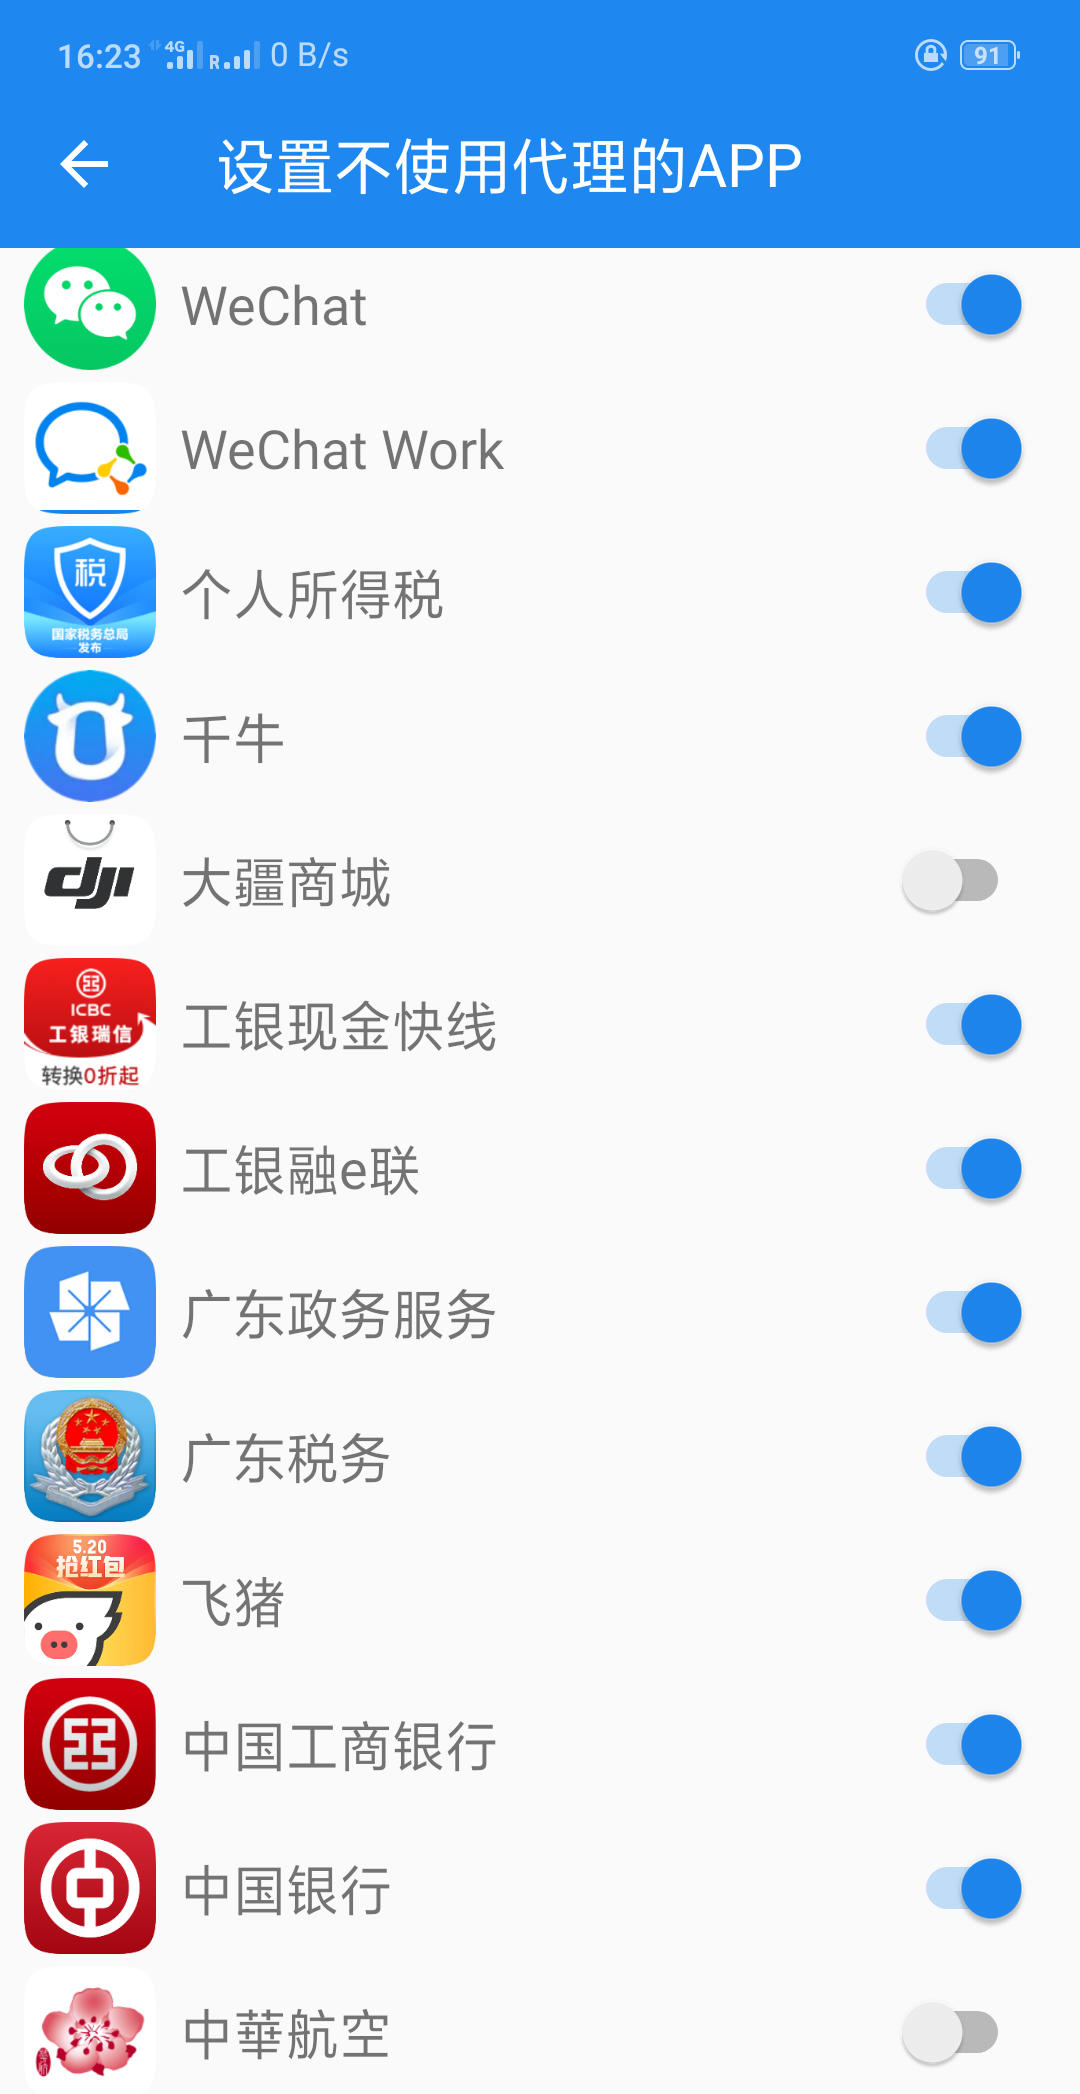 16:23 4G R 0 B/s 91
设置不使用代理的APP
WeChat
WeChat Work
税
国家税务总局
发布
个人所得税
千牛
dji
大疆商城
ICBC
工银瑞信
转换0折起
工银现金快线
工银融e联
广东政务服务
广东税务
5.20
抢红包
飞猪
中国工商银行
中国银行
中華航空